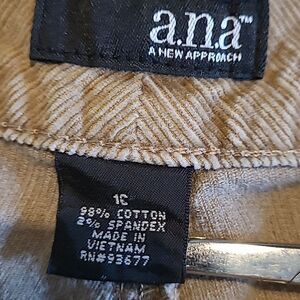 a.n.a™
A NEW APPROACH
1C
98% COTTON
2% SPANDEX
MADE IN
VIETNAM
RN#93677